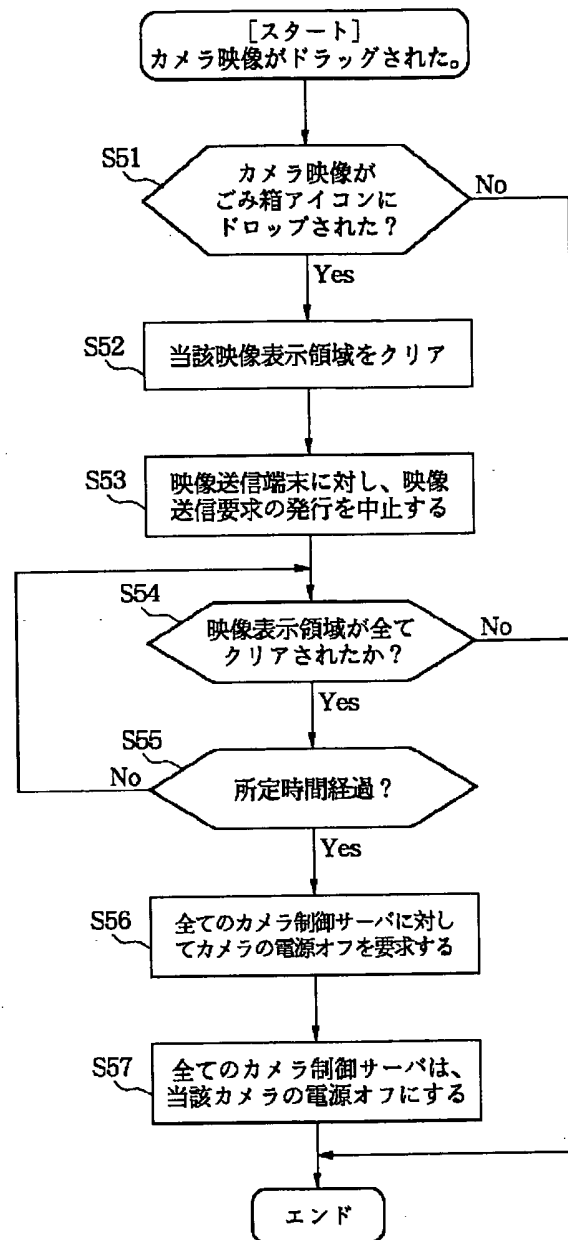 [スタート]
カメラ映像がドラッグされた。
S51
カメラ映像が
ごみ箱アイコンに
ドロップされた?
No
Yes
S52
当該映像表示領域をクリア
S53
映像送信端末に対し、映像
送信要求の発行を中止する
S54
映像表示領域が全て
クリアされたか?
No
Yes
S55
所定時間経過?
No
Yes
S56
全てのカメラ制御サーバに対し
てカメラの電源オフを要求する
S57
全てのカメラ制御サーバは、
当該カメラの電源オフにする
エンド